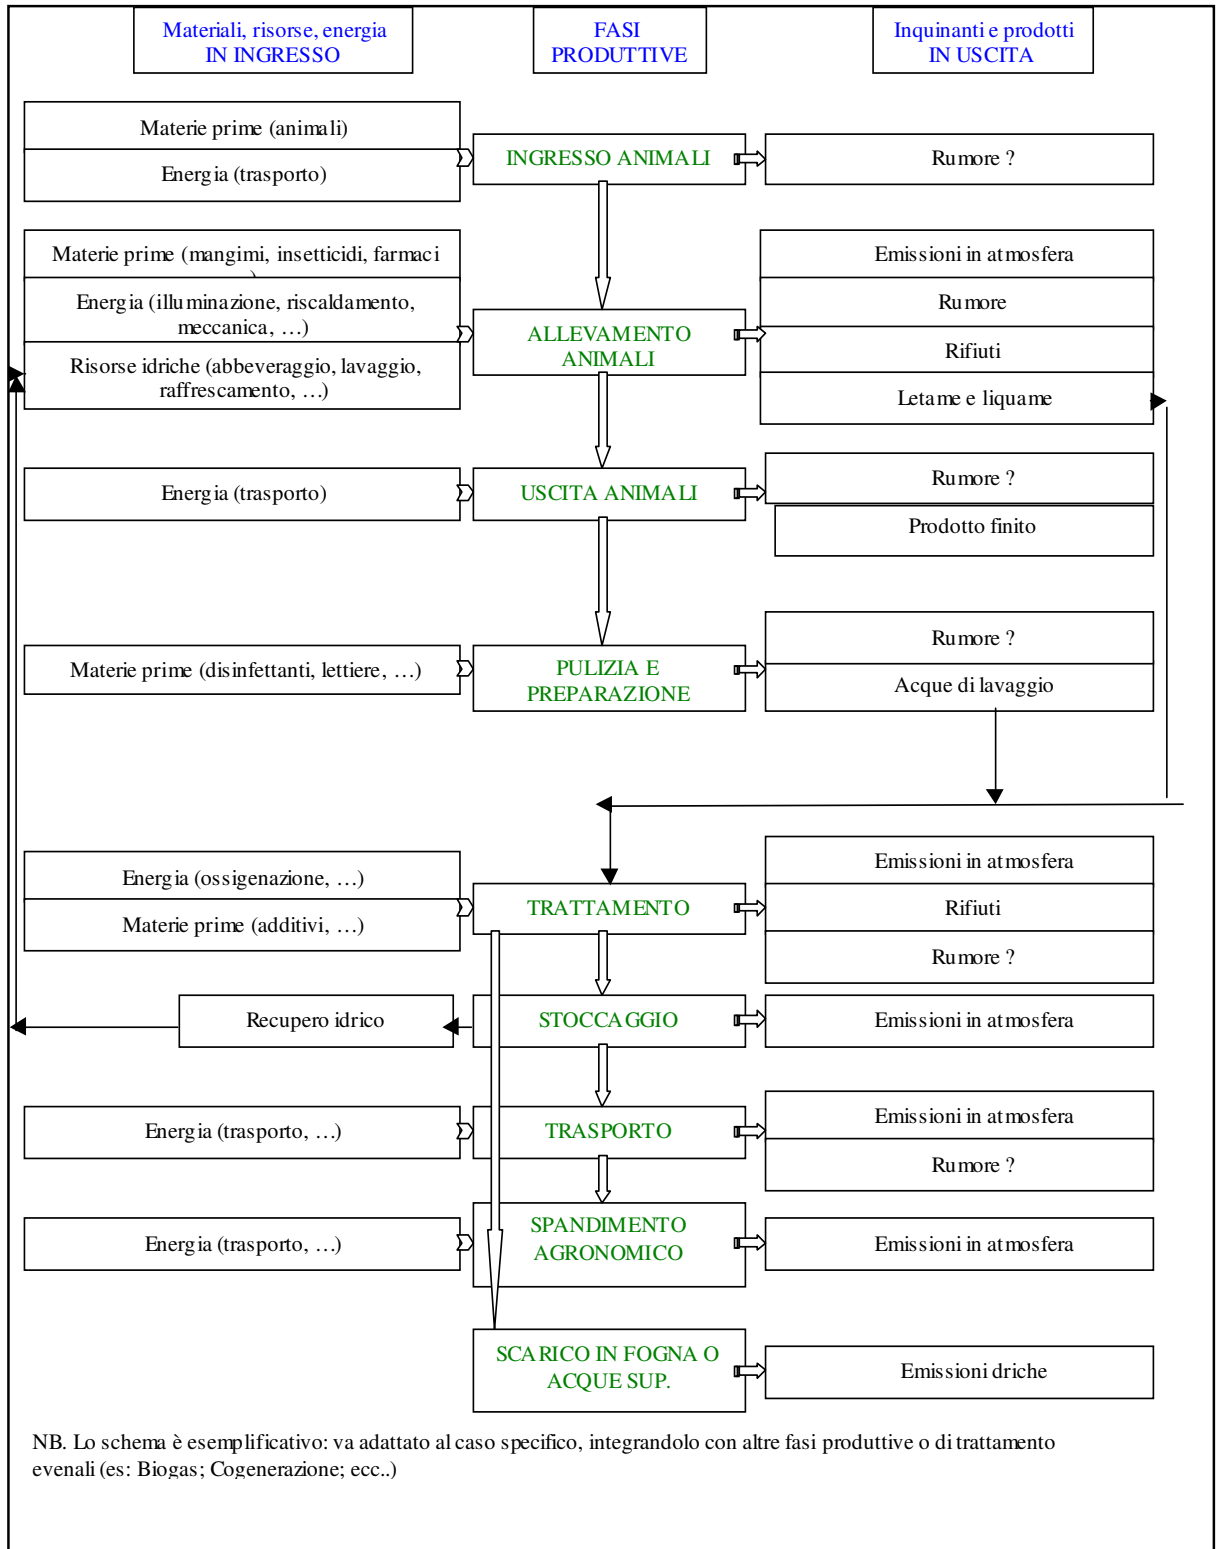 Materiali, risorse, energia
IN INGRESSO
FASI
PRODUTTIVE
Inquinanti e prodotti
IN USCITA
Materie prime (animali)
Energia (trasporto)
INGRESSO ANIMALI
Rumore ?
Materie prime (mangimi, insetticidi, farmaci
Energia (illuminazione, riscaldamento,
meccanica, …)
Risorse idriche (abbeveraggio, lavaggio,
raffrescamento, …)
ALLEVAMENTO
ANIMALI
Emissioni in atmosfera
Rumore
Rifiuti
Letame e liquame
Energia (trasporto)
USCITA ANIMALI
Rumore ?
Prodotto finito
Materie prime (disinfettanti, lettiere, …)
PULIZIA E
PREPARAZIONE
Rumore ?
Acque di lavaggio
Energia (ossigenazione, …)
Materie prime (additivi, …)
TRATTAMENTO
Emissioni in atmosfera
Rifiuti
Rumore ?
Recupero idrico
STOCCAGGIO
Emissioni in atmosfera
Energia (trasporto, …)
TRASPORTO
Emissioni in atmosfera
Rumore ?
Energia (trasporto, …)
SPANDIMENTO
AGRONOMICO
Emissioni in atmosfera
SCARICO IN FOGNA O
ACQUE SUP.
Emissioni driche
NB. Lo schema è esemplificativo: va adattato al caso specifico, integrandolo con altre fasi produttive o di trattamento
evenali (es: Biogas; Cogenerazione; ecc..)